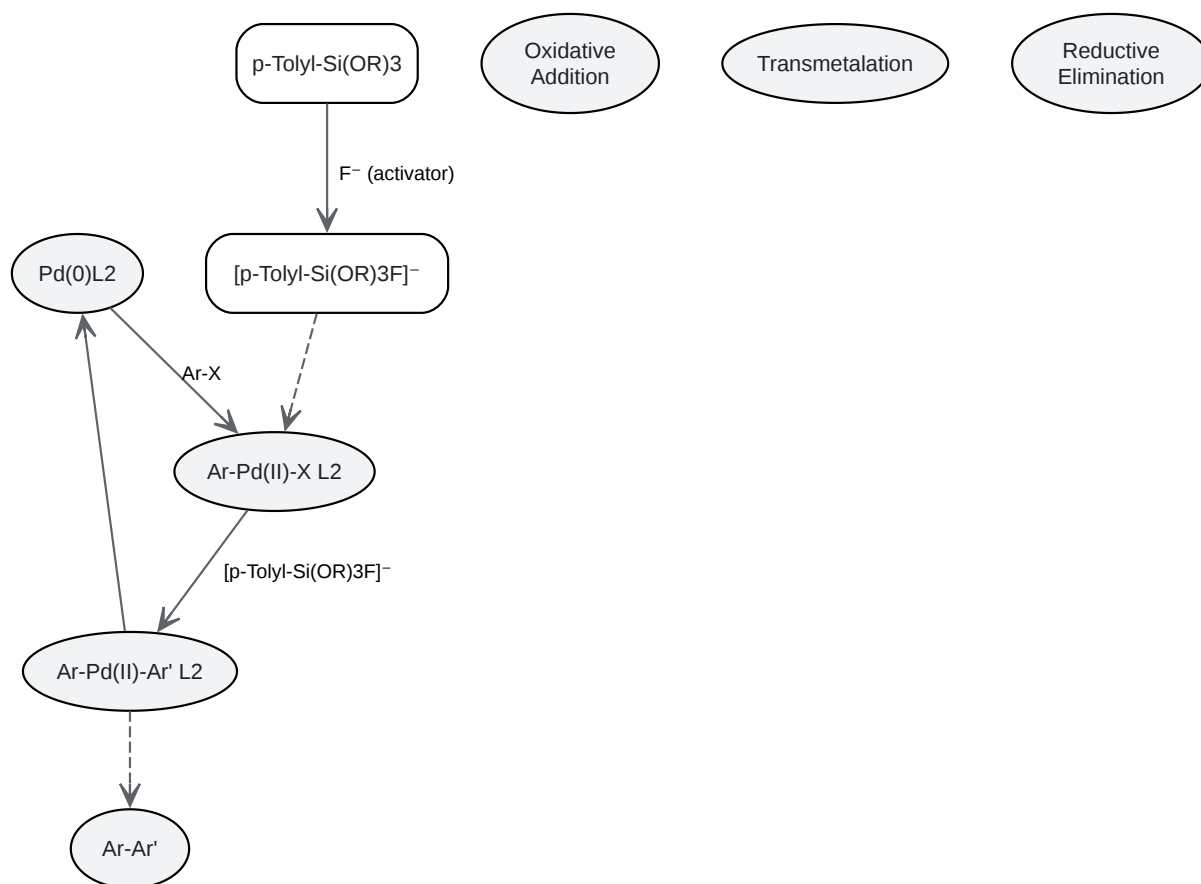 p-Tolyl-Si(OR)3
Oxidative
Addition
Transmetalation
Reductive
Elimination
F⁻ (activator)
Pd(0)L2
[p-Tolyl-Si(OR)3F]⁻
Ar-X
Ar-Pd(II)-X L2
[p-Tolyl-Si(OR)3F]⁻
Ar-Pd(II)-Ar' L2
Ar-Ar'